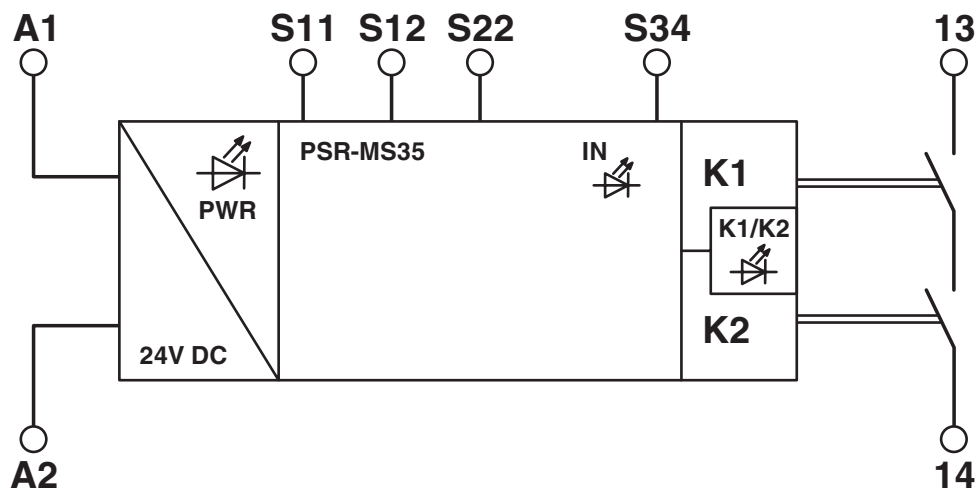 A1 S11 S12 S22 S34 13
PSR-MS35 IN
PWR
K1
K1/K2
K2
24V DC
A2 14